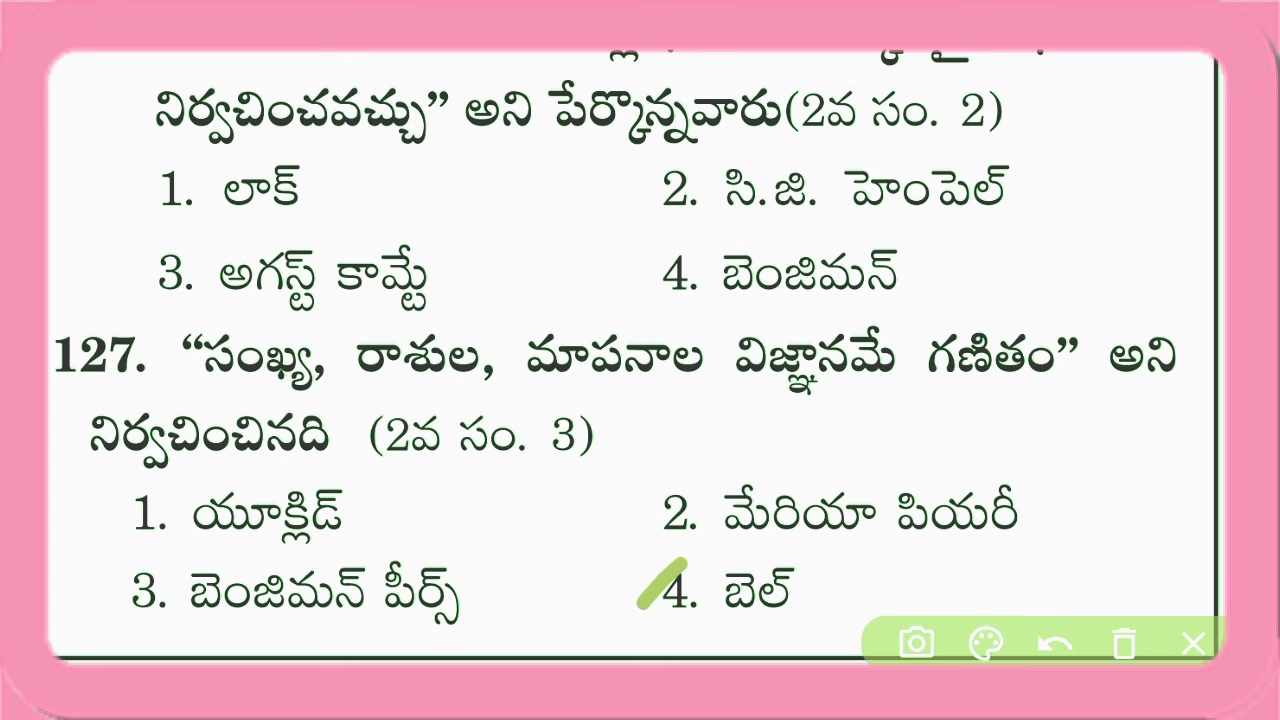 నిర్వచించవచ్చు” అని పేర్కొన్నవారు(2వ సం. 2)
1. లాక్ 2. సి.జి. హెంపెల్
3. అగస్ట్ కామ్టే 4. బెంజిమన్
127. “సంఖ్య, రాశుల, మాపనాల విజ్ఞానమే గణితం” అని
నిర్వచించినది (2వ సం. 3)
1. యూక్లిడ్ 2. మేరియా పియరీ
3. బెంజిమన్ పీర్స్ 4. బెల్